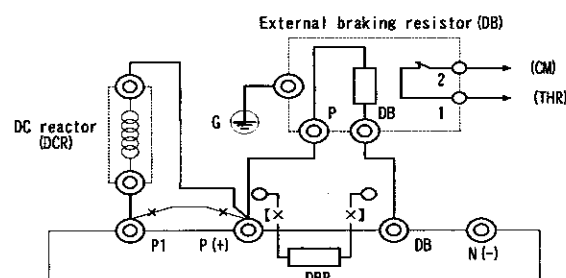 External braking resistor (DB)
(CM)
2
(THR)
1
P
DB
G
DC reactor
(DCR)
[
]
P1
P(+)
DB
N(-)
DBR